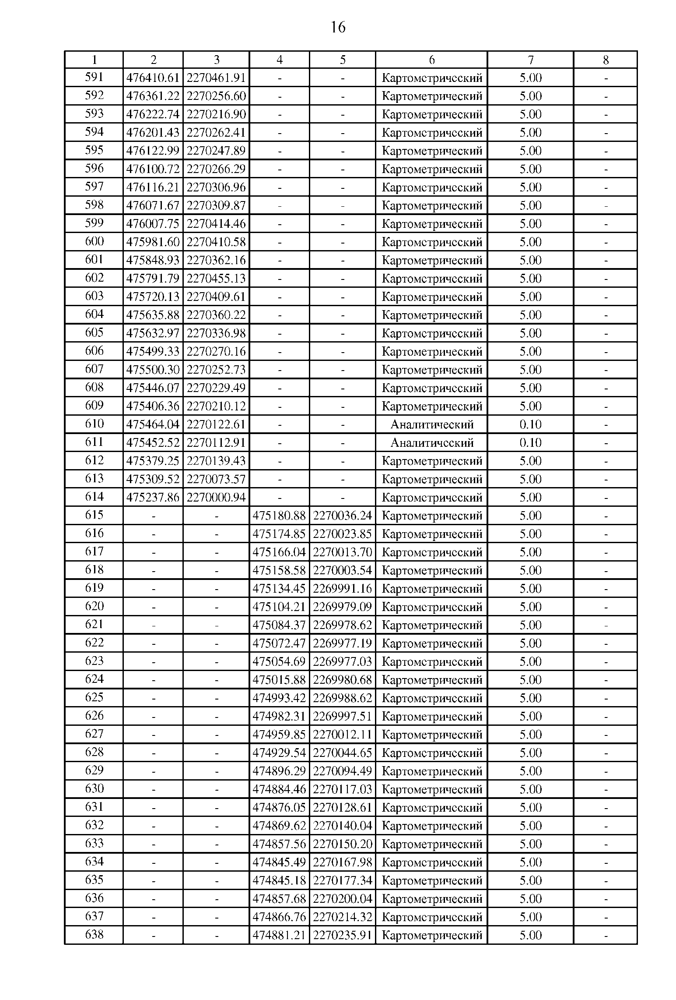 16
1 2 3 4 5 6 7 8
591 476410.61 2270461.91 - - Картометрический 5.00 -
592 476361.22 2270256.60 - - Картометрический 5.00 -
593 476222.74 2270216.90 - - Картометрический 5.00 -
594 476201.43 2270262.41 - - Картометрический 5.00 -
595 476122.99 2270247.89 - - Картометрический 5.00 -
596 476100.72 2270266.29 - - Картометрический 5.00 -
597 476116.21 2270306.96 - - Картометрический 5.00 -
598 476071.67 2270309.87 - - Картометрический 5.00 -
599 476007.75 2270414.46 - - Картометрический 5.00 -
600 475981.60 2270410.58 - - Картометрический 5.00 -
601 475848.93 2270362.16 - - Картометрический 5.00 -
602 475791.79 2270455.13 - - Картометрический 5.00 -
603 475720.13 2270409.61 - - Картометрический 5.00 -
604 475635.88 2270360.22 - - Картометрический 5.00 -
605 475632.97 2270336.98 - - Картометрический 5.00 -
606 475499.33 2270270.16 - - Картометрический 5.00 -
607 475500.30 2270252.73 - - Картометрический 5.00 -
608 475446.07 2270229.49 - - Картометрический 5.00 -
609 475406.36 2270210.12 - - Картометрический 5.00 -
610 475464.04 2270122.61 - - Аналитический 0.10 -
611 475452.52 2270112.91 - - Аналитический 0.10 -
612 475379.25 2270139.43 - - Картометрический 5.00 -
613 475309.52 2270073.57 - - Картометрический 5.00 -
614 475237.86 2270000.94 - - Картометрический 5.00 -
615 - - 475180.88 2270036.24 Картометрический 5.00 -
616 - - 475174.85 2270023.85 Картометрический 5.00 -
617 - - 475166.04 2270013.70 Картометрический 5.00 -
618 - - 475158.58 2270003.54 Картометрический 5.00 -
619 - - 475134.45 2269991.16 Картометрический 5.00 -
620 - - 475104.21 2269979.09 Картометрический 5.00 -
621 - - 475084.37 2269978.62 Картометрический 5.00 -
622 - - 475072.47 2269977.19 Картометрический 5.00 -
623 - - 475054.69 2269977.03 Картометрический 5.00 -
624 - - 475015.88 2269980.68 Картометрический 5.00 -
625 - - 474993.42 2269988.62 Картометрический 5.00 -
626 - - 474982.31 2269997.51 Картометрический 5.00 -
627 - - 474959.85 2270012.11 Картометрический 5.00 -
628 - - 474929.54 2270044.65 Картометрический 5.00 -
629 - - 474896.29 2270094.49 Картометрический 5.00 -
630 - - 474884.46 2270117.03 Картометрический 5.00 -
631 - - 474876.05 2270128.61 Картометрический 5.00 -
632 - - 474869.62 2270140.04 Картометрический 5.00 -
633 - - 474857.56 2270150.20 Картометрический 5.00 -
634 - - 474845.49 2270167.98 Картометрический 5.00 -
635 - - 474845.18 2270177.34 Картометрический 5.00 -
636 - - 474857.68 2270200.04 Картометрический 5.00 -
637 - - 474866.76 2270214.32 Картометрический 5.00 -
638 - - 474881.21 2270235.91 Картометрический 5.00 -